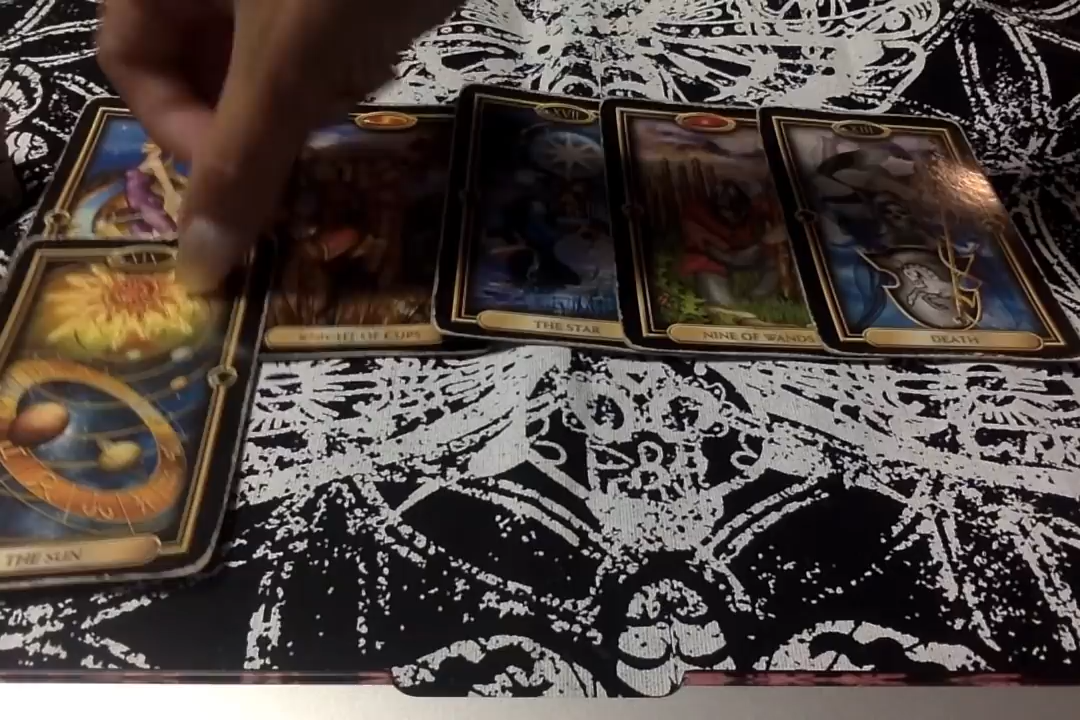 XVII
XIII
KNIGHT OF CUPS
THE STAR
NINE OF WANDS
DEATH
XIX
THE SUN